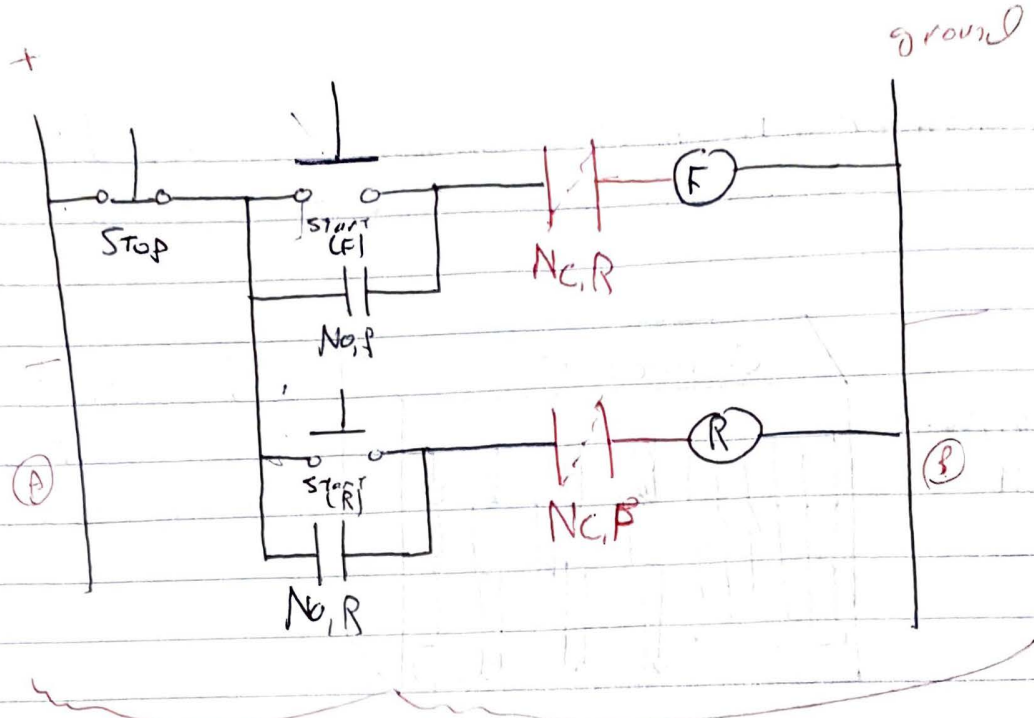 +
ground
STOP
F
START
(F)
NC,R
NO,f
A
START
(R)
R
B
NC,F
NO,R